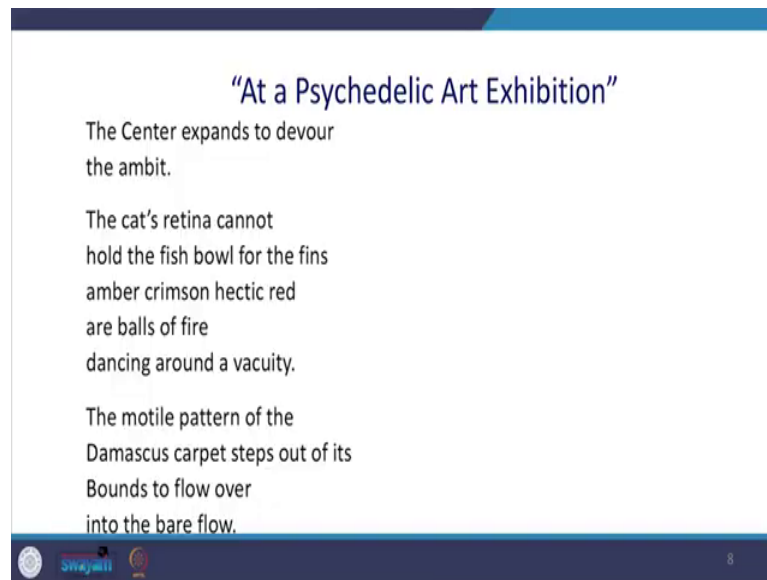 “At a Psychedelic Art Exhibition”
The Center expands to devour
the ambit.
The cat’s retina cannot
hold the fish bowl for the fins
amber crimson hectic red
are balls of fire
dancing around a vacuity.
The motile pattern of the
Damascus carpet steps out of its
Bounds to flow over
into the bare flow.
swayam
8